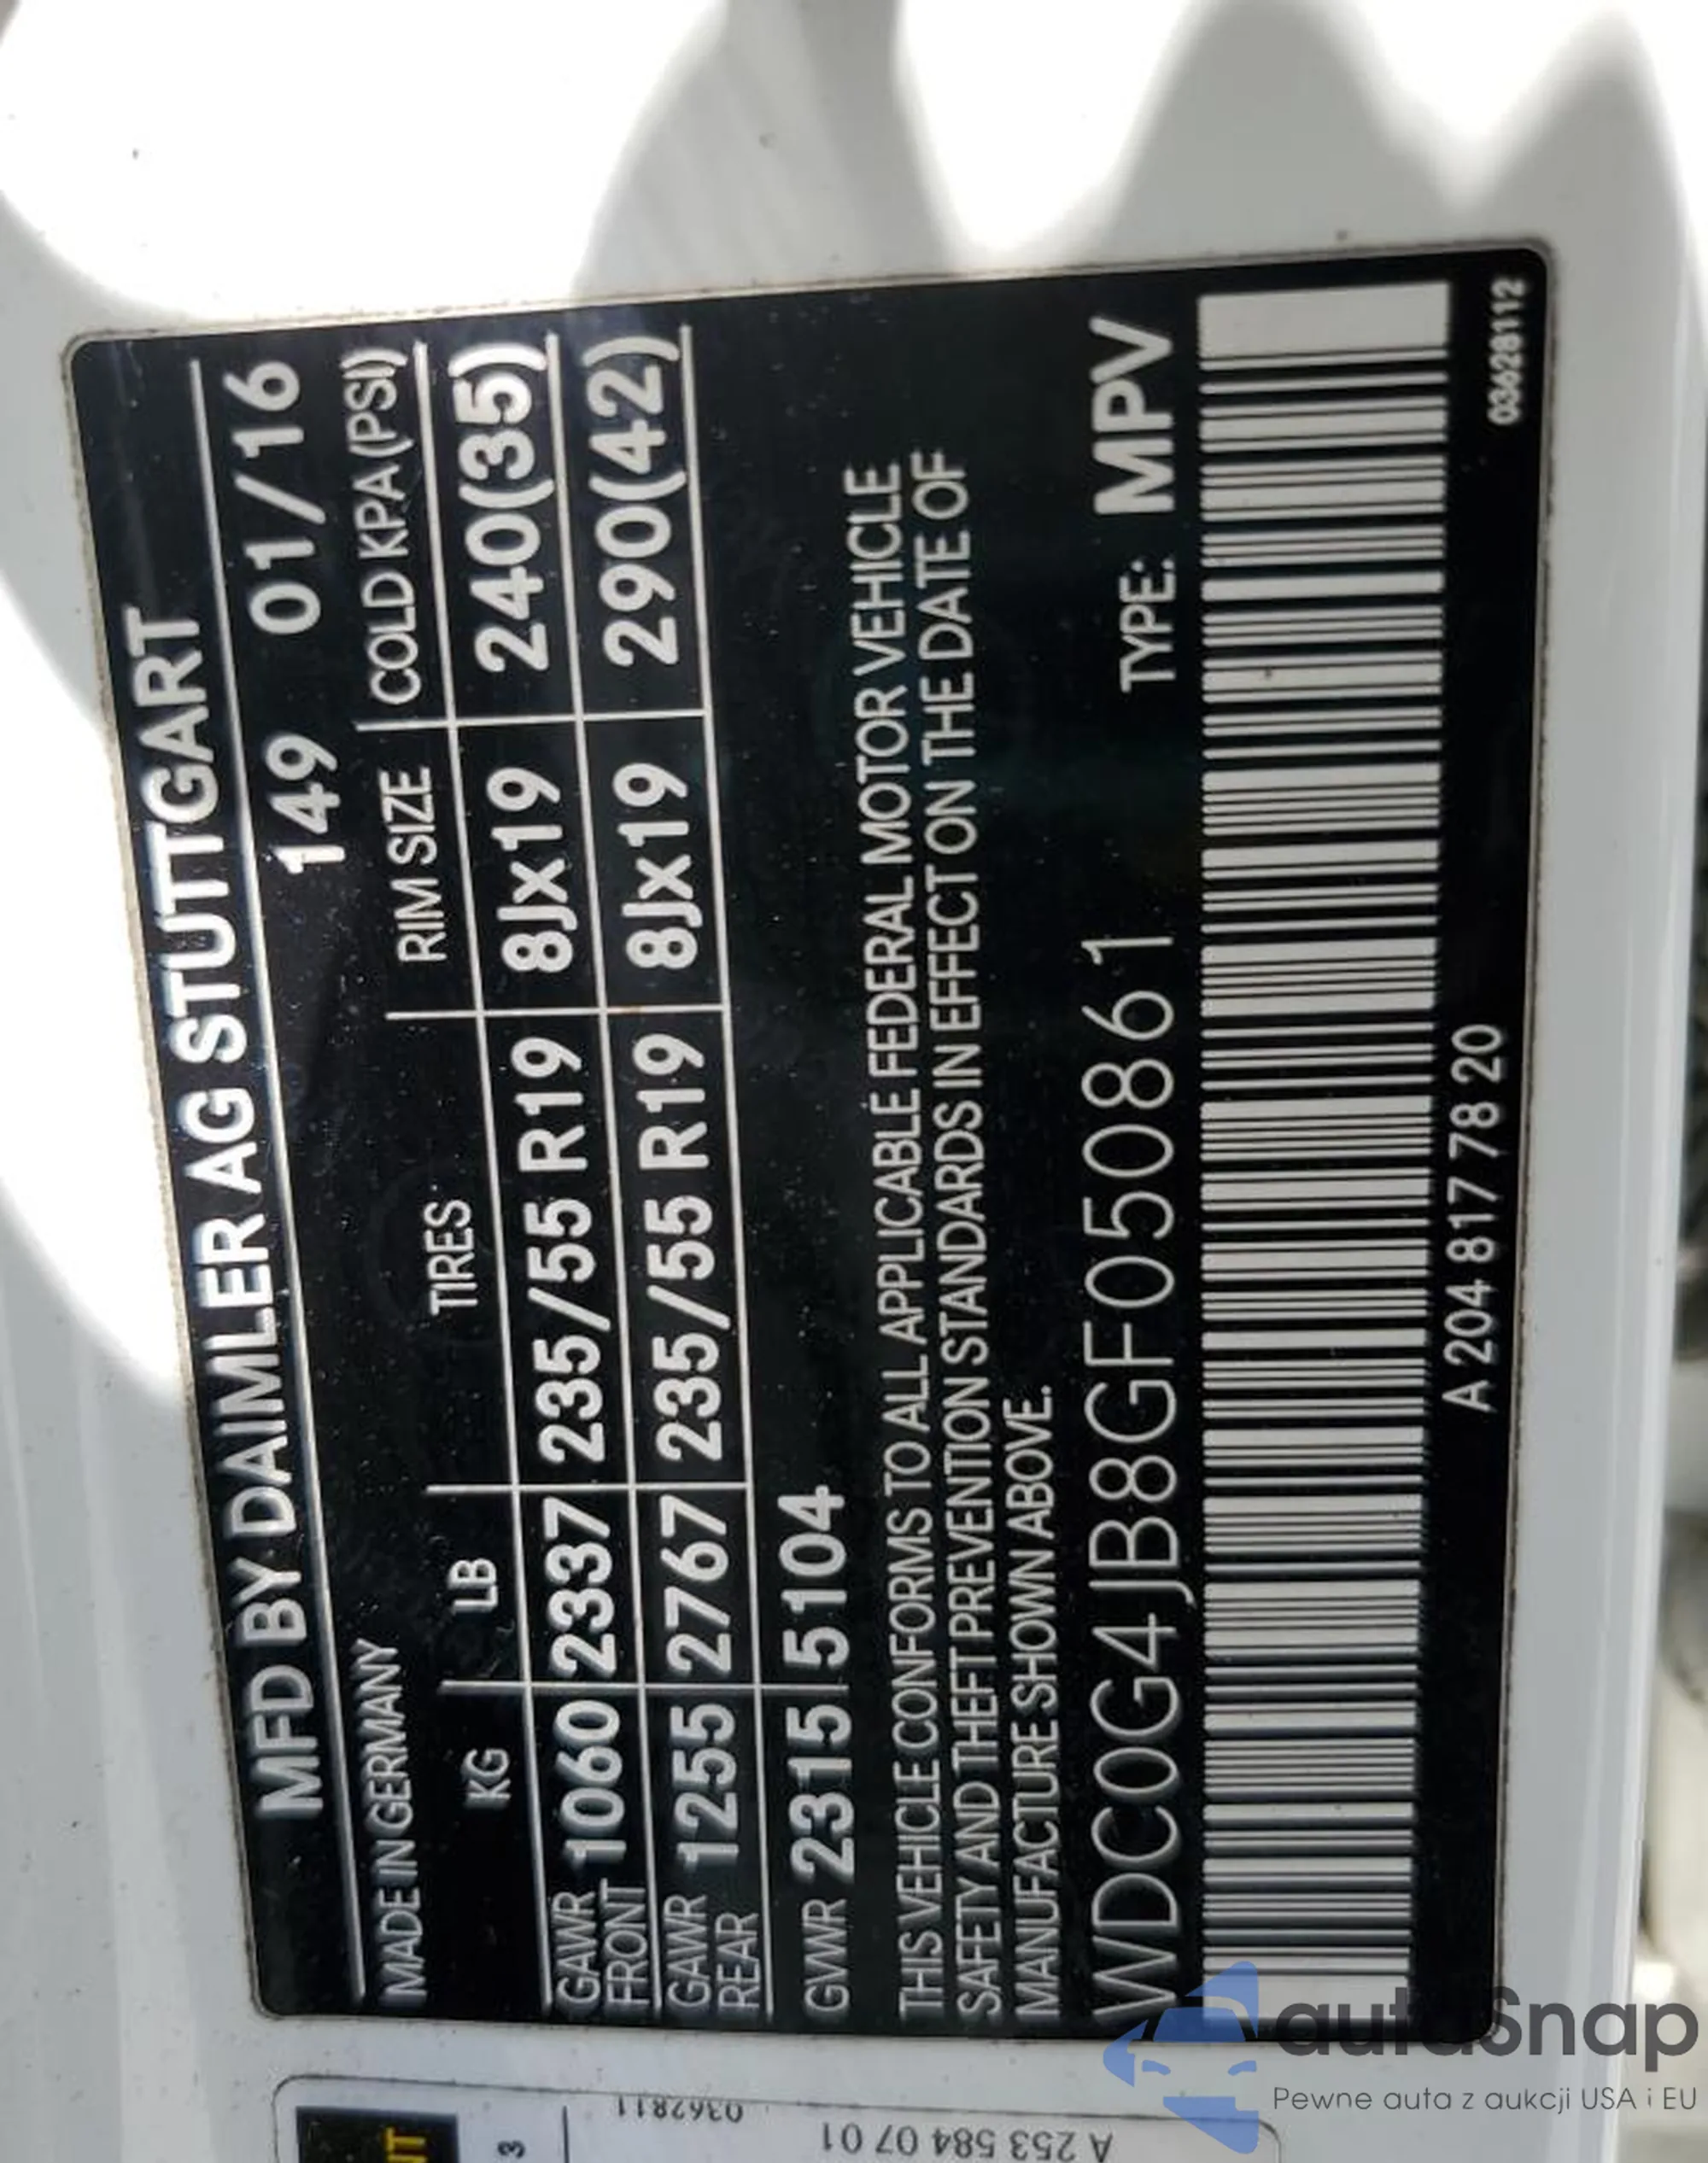 MFD BY DAIMLER AG STUTTGART
MADE IN GERMANY 149 01/16
KG LB TIRES RIM SIZE COLD KPA (PSI)
GAWR FRONT 1060 2337 235/55 R19 8Jx19 240(35)
GAWR REAR 1255 2767 235/55 R19 8Jx19 290(42)
GVWR 2315 5104
THIS VEHICLE CONFORMS TO ALL APPLICABLE FEDERAL MOTOR VEHICLE
SAFETY AND THEFT PREVENTION STANDARDS IN EFFECT ON THE DATE OF
MANUFACTURE SHOWN ABOVE.
WDC0G4JB8GF050861 TYPE: MPV
A 204 817 78 20
03628112
A 253 584 07 01
0362811
3
autoSnap
Pewne auta z aukcji USA i EU